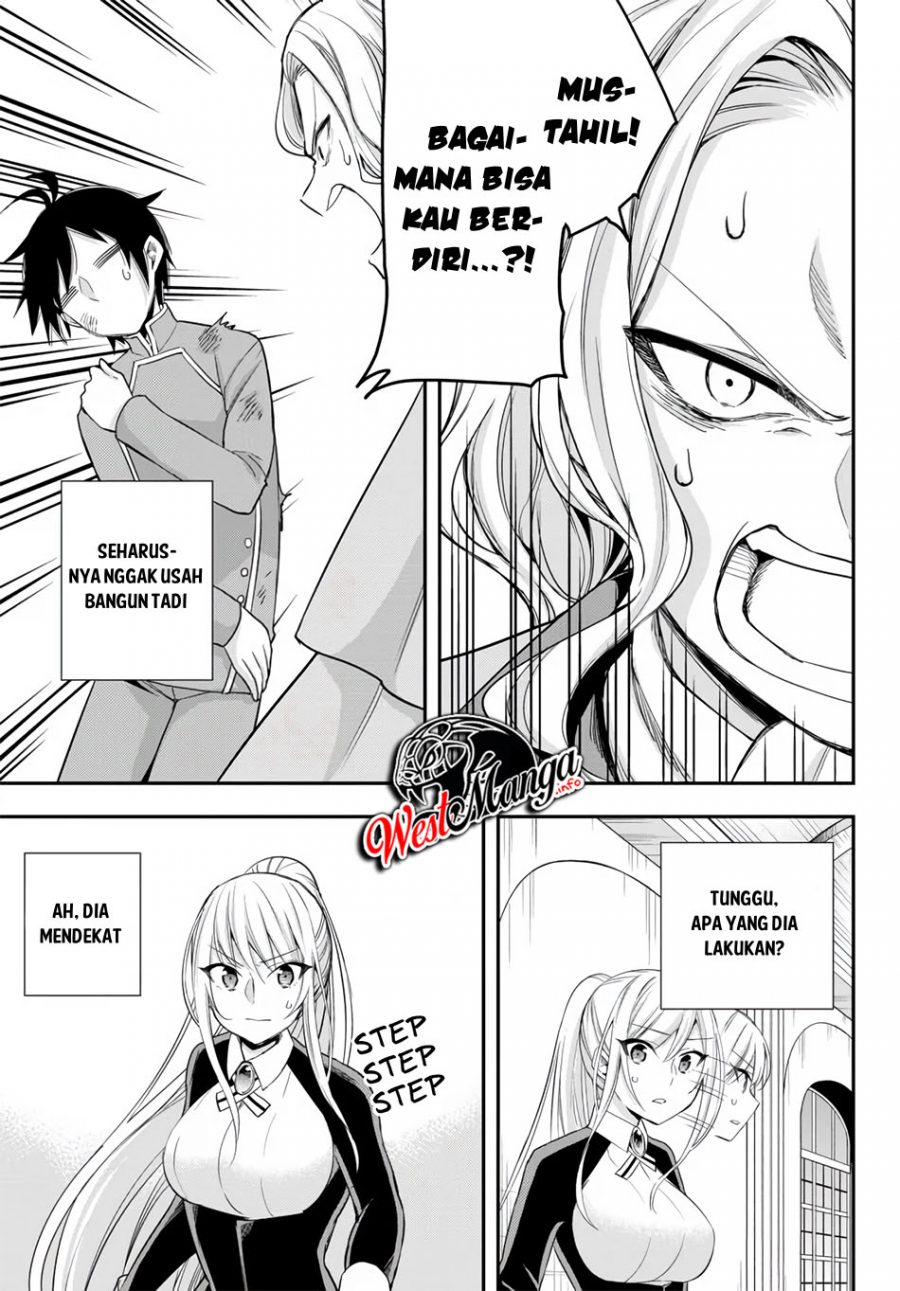 MUS-
TAHIL!
BAGAI-
MANA BISA
KAU BER-
DIRI...?!
SEHARUS-
NYA NGGAK USAH
BANGUN TADI
TUNGGU,
APA YANG DIA
LAKUKAN?
AH, DIA
MENDEKAT
STEP
STEP
STEP
WestManga
.info